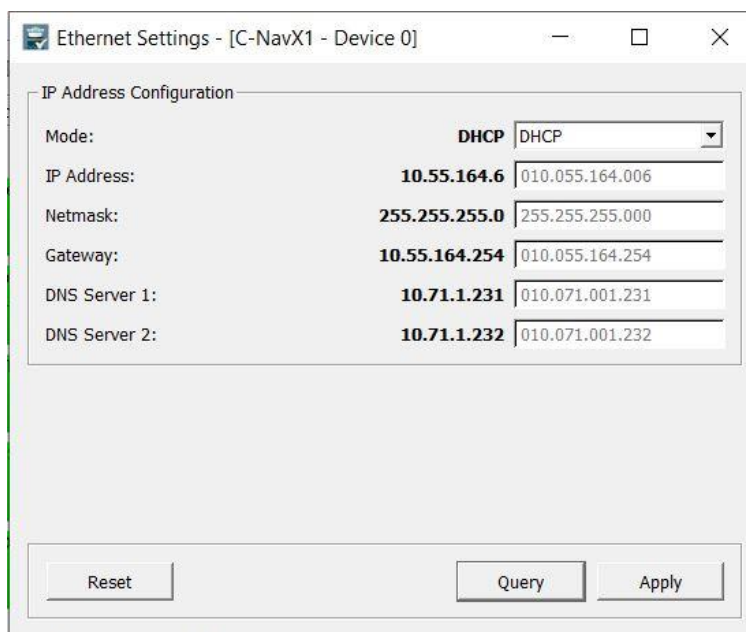 Ethernet Settings - [C-NavX1 - Device 0]
IP Address Configuration
Mode: DHCP DHCP
IP Address: 10.55.164.6 010.055.164.006
Netmask: 255.255.255.0 255.255.255.000
Gateway: 10.55.164.254 010.055.164.254
DNS Server 1: 10.71.1.231 010.071.001.231
DNS Server 2: 10.71.1.232 010.071.001.232
Reset Query Apply